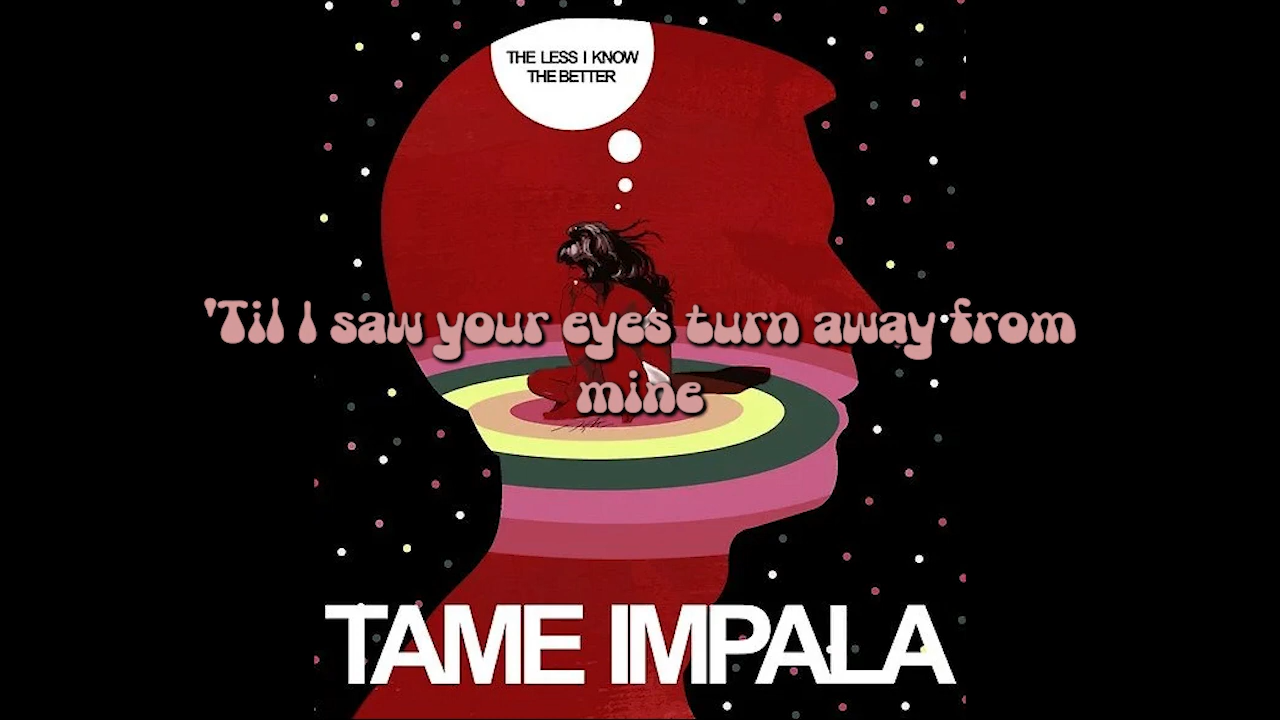 THE LESS I KNOW
THE BETTER
'Til I saw your eyes turn away from
mine
TAME IMPALA